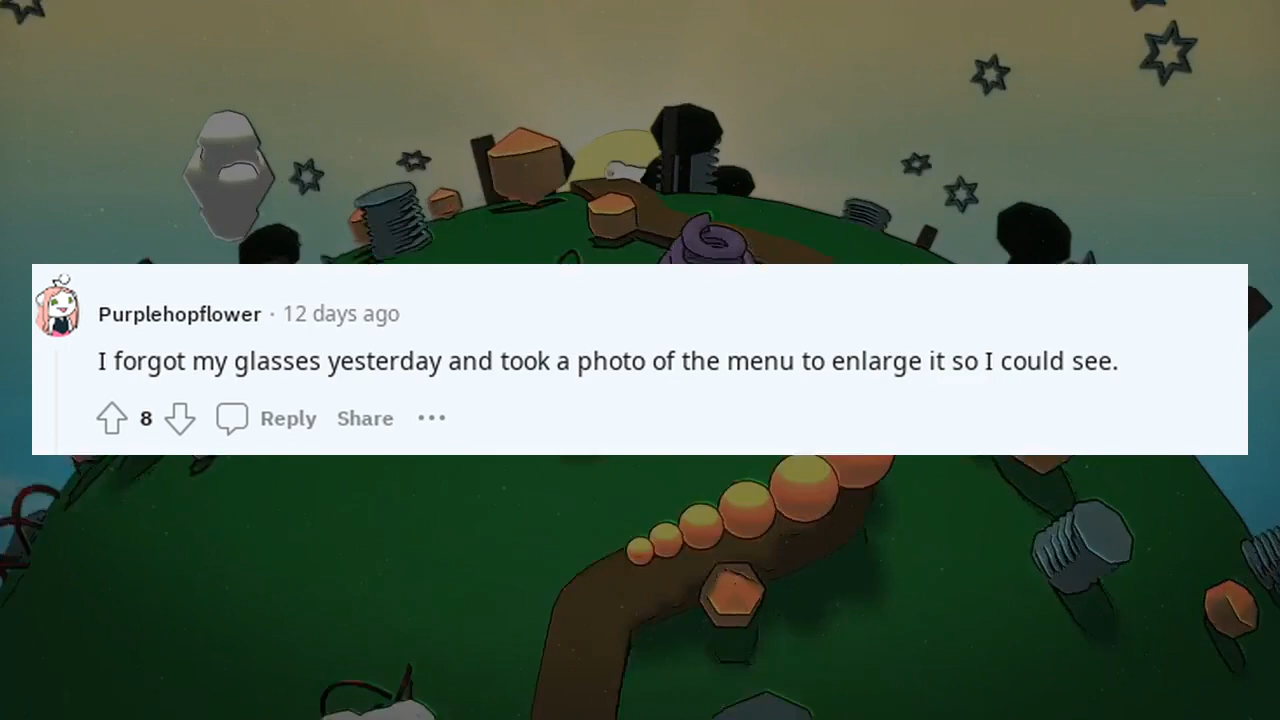 Purplehopflower · 12 days ago
I forgot my glasses yesterday and took a photo of the menu to enlarge it so I could see.
8 Reply Share ···